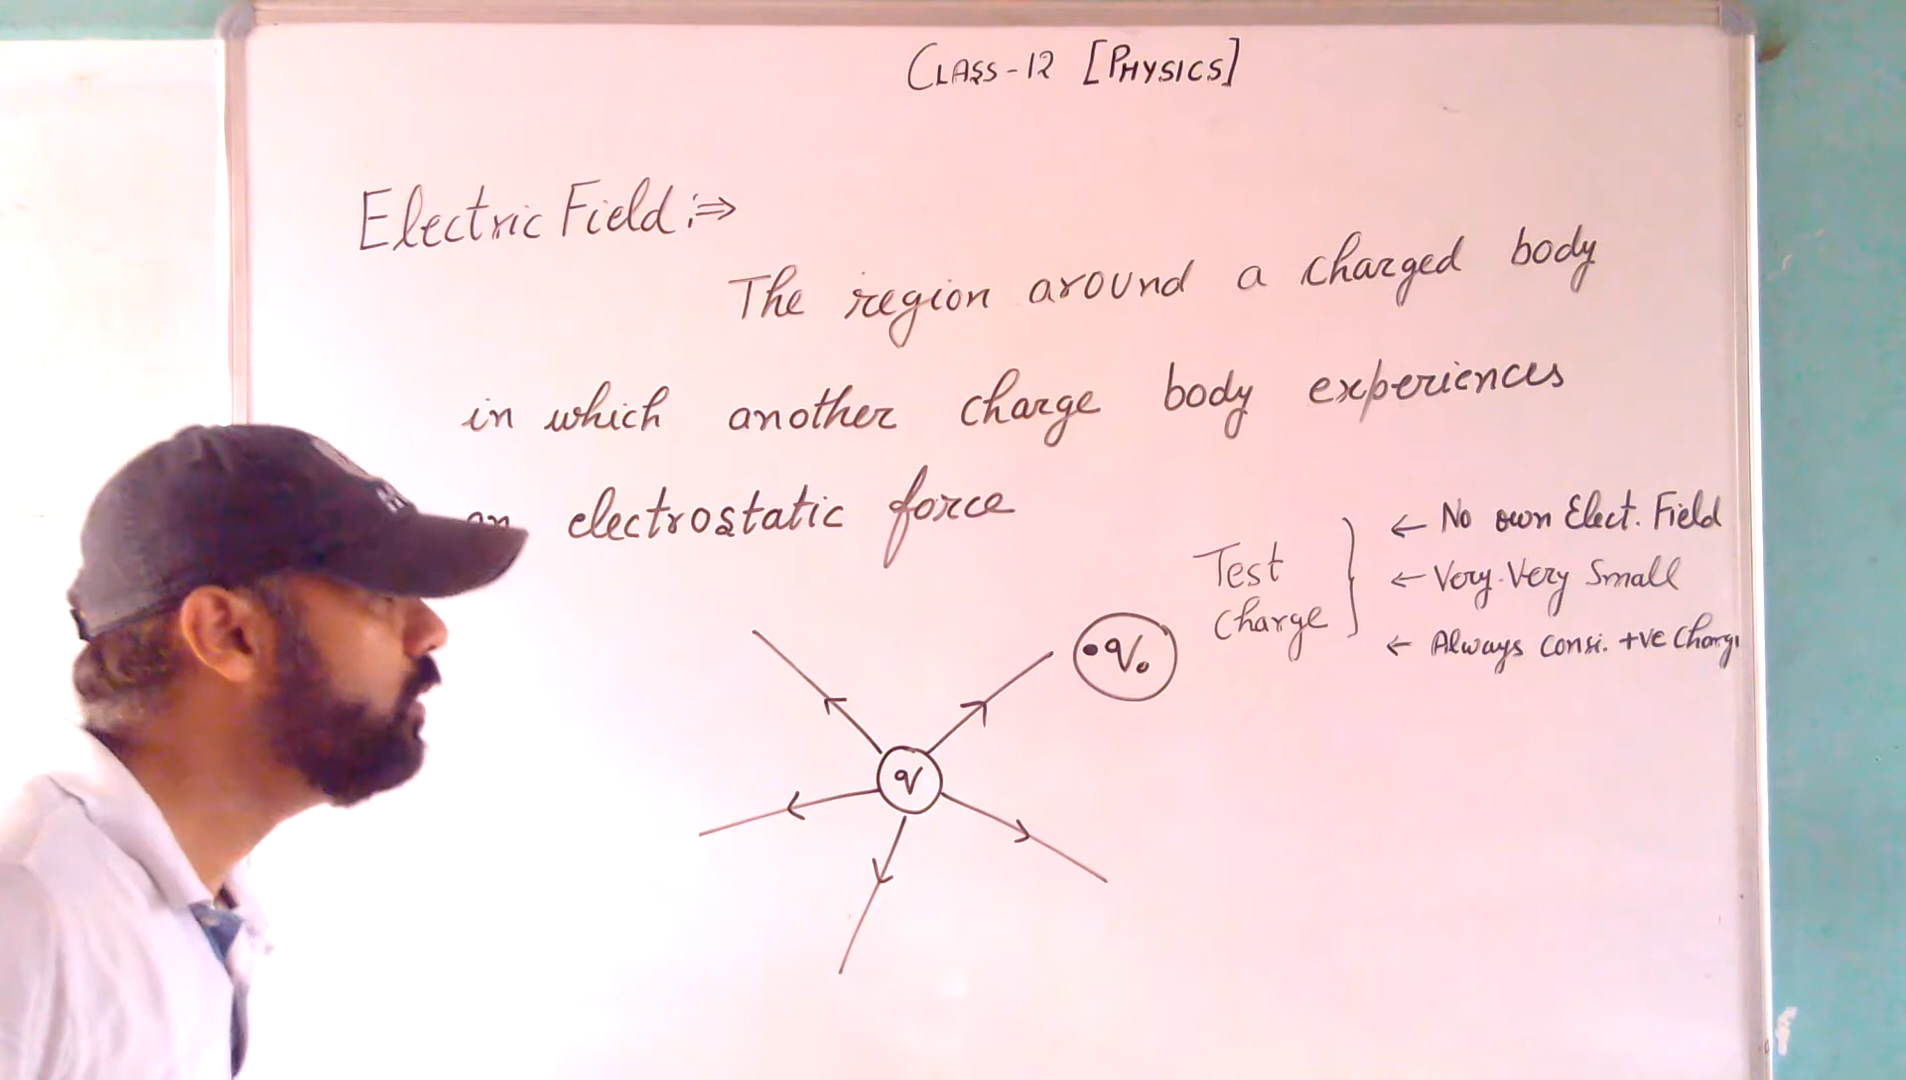 CLASS-12 [PHYSICS]
Electric Field :⇒
The region around a charged body
in which another charge body experiences
an electrostatic force
Test
Charge
← No own Elect. Field
← Very-Very Small
← Always Consi. +ve Charg
q₀
q